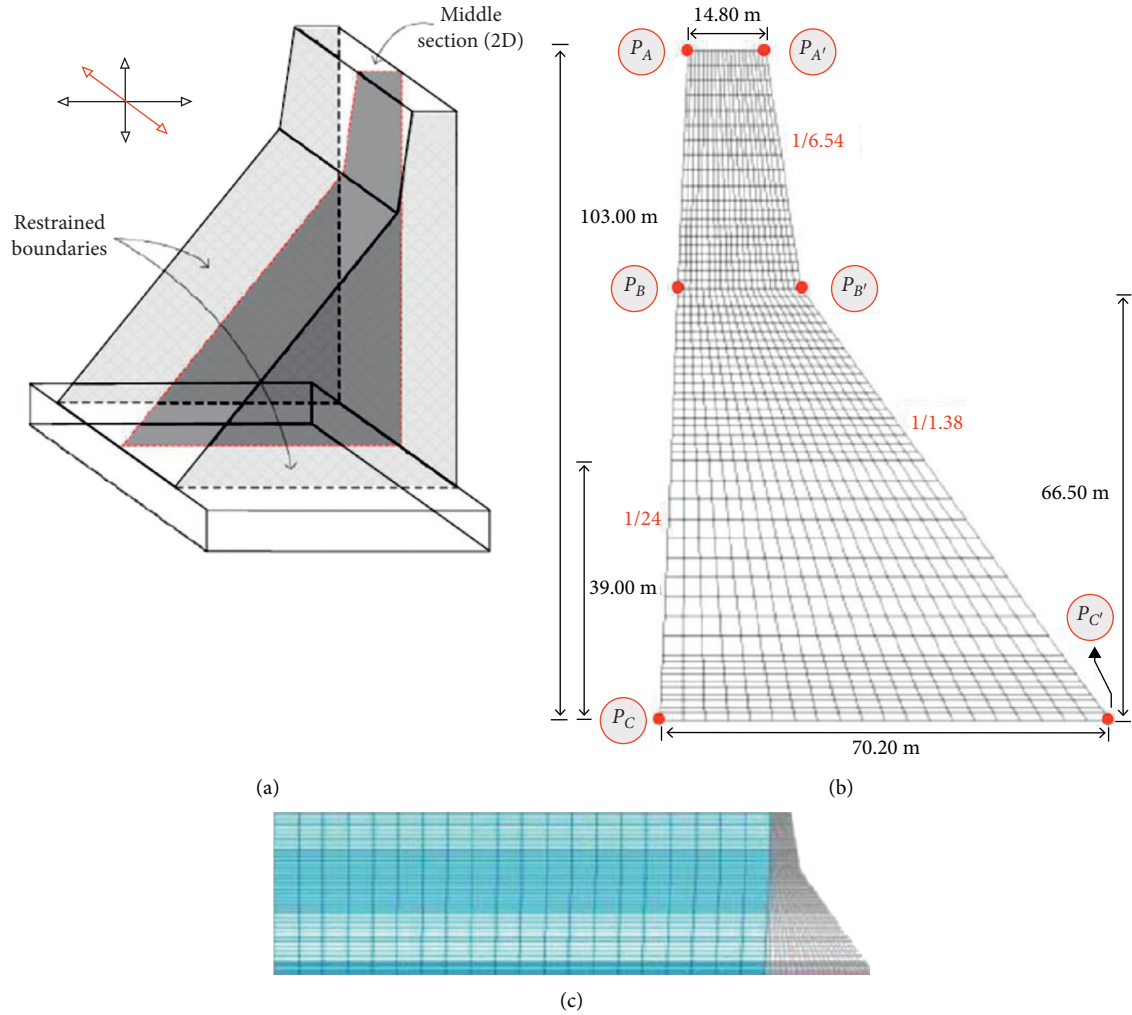 Middle
section (2D)
Restrained
boundaries
(a)
14.80 m
P_A
P_A'
1/6.54
103.00 m
P_B
P_B'
1/1.38
66.50 m
1/24
39.00 m
P_C'
P_C
70.20 m
(b)
(c)